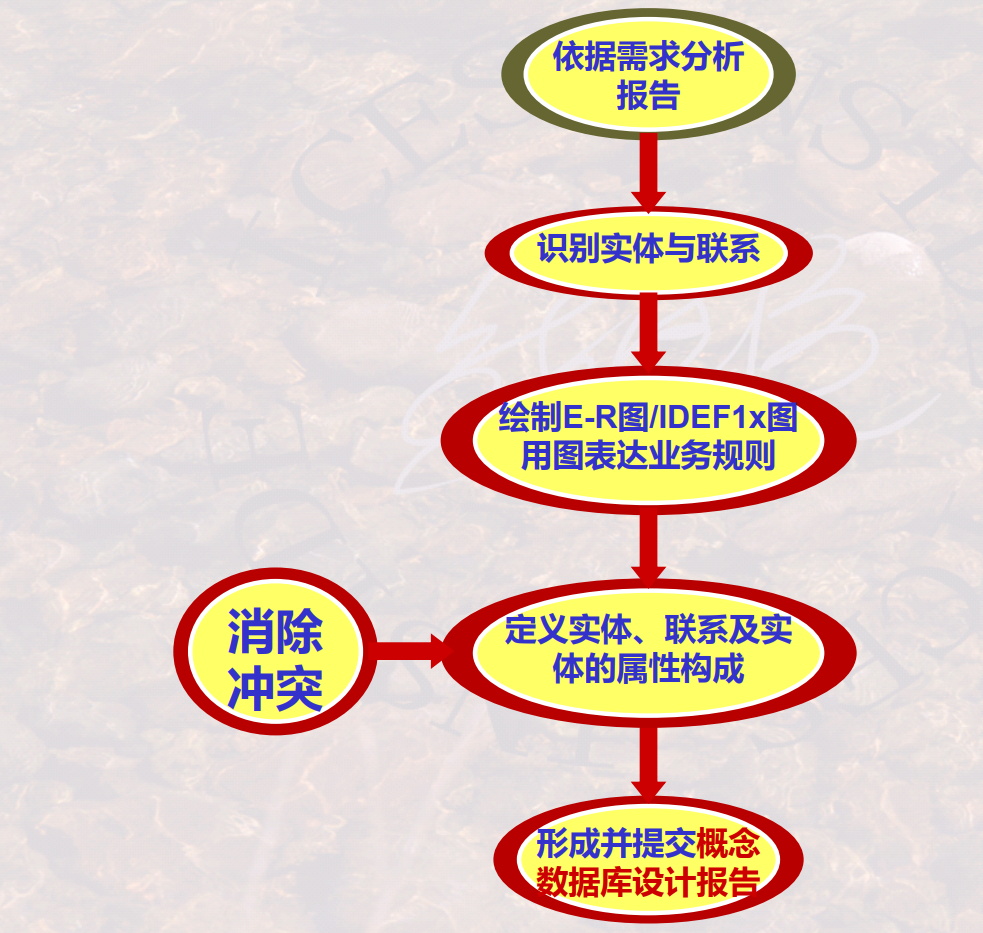 依据需求分析
报告
识别实体与联系
绘制E-R图/IDEF1x图
用图表达业务规则
消除
冲突
定义实体、联系及实
体的属性构成
形成并提交概念
数据库设计报告